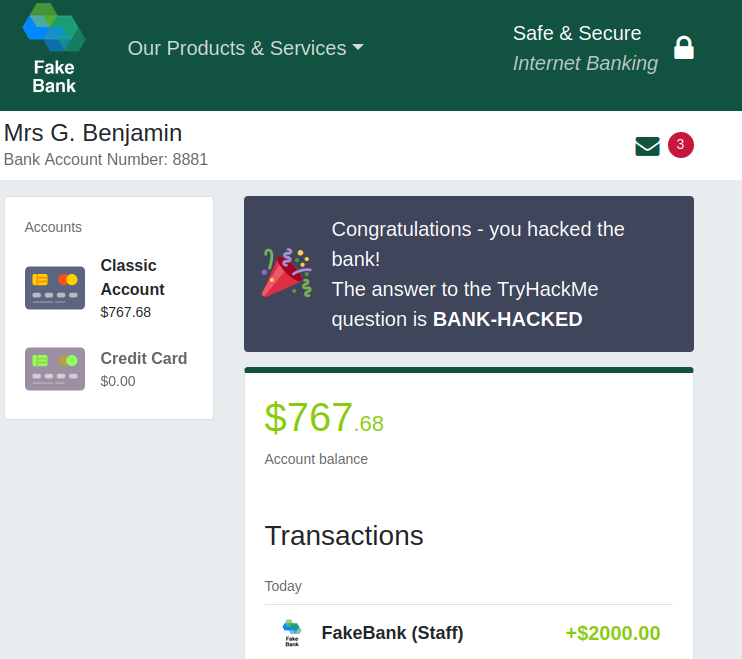 Fake
Bank
Our Products & Services
Safe & Secure
Internet Banking
Mrs G. Benjamin
Bank Account Number: 8881
3
Accounts
Classic
Account
$767.68
Credit Card
$0.00
Congratulations - you hacked the
bank!
The answer to the TryHackMe
question is BANK-HACKED
$767.68
Account balance
Transactions
Today
Fake
Bank
FakeBank (Staff)
+$2000.00